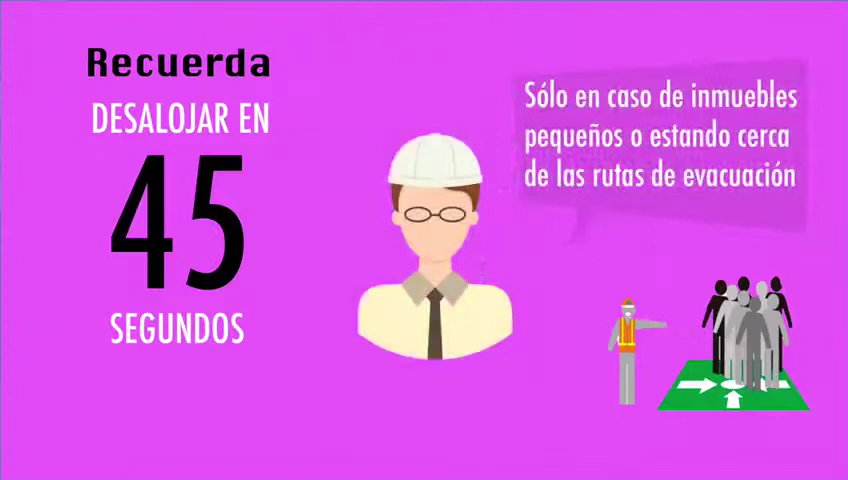 Recuerda
DESALOJAR EN
45
SEGUNDOS
Sólo en caso de inmuebles
pequeños o estando cerca
de las rutas de evacuación